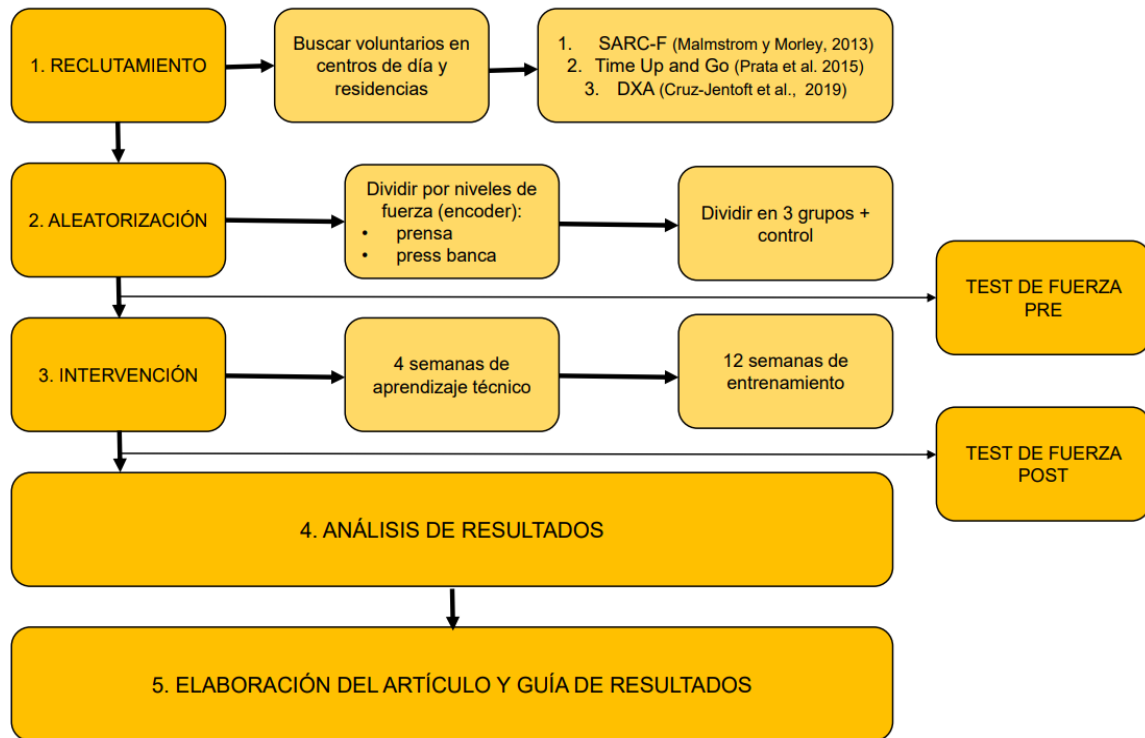 1. RECLUTAMIENTO
Buscar voluntarios en
centros de día y
residencias
1. SARC-F (Malmstrom y Morley, 2013)
2. Time Up and Go (Prata et al. 2015)
3. DXA (Cruz-Jentoft et al., 2019)
2. ALEATORIZACIÓN
Dividir por niveles de
fuerza (encoder):
• prensa
• press banca
Dividir en 3 grupos +
control
TEST DE FUERZA
PRE
3. INTERVENCIÓN
4 semanas de
aprendizaje técnico
12 semanas de
entrenamiento
TEST DE FUERZA
POST
4. ANÁLISIS DE RESULTADOS
5. ELABORACIÓN DEL ARTÍCULO Y GUÍA DE RESULTADOS